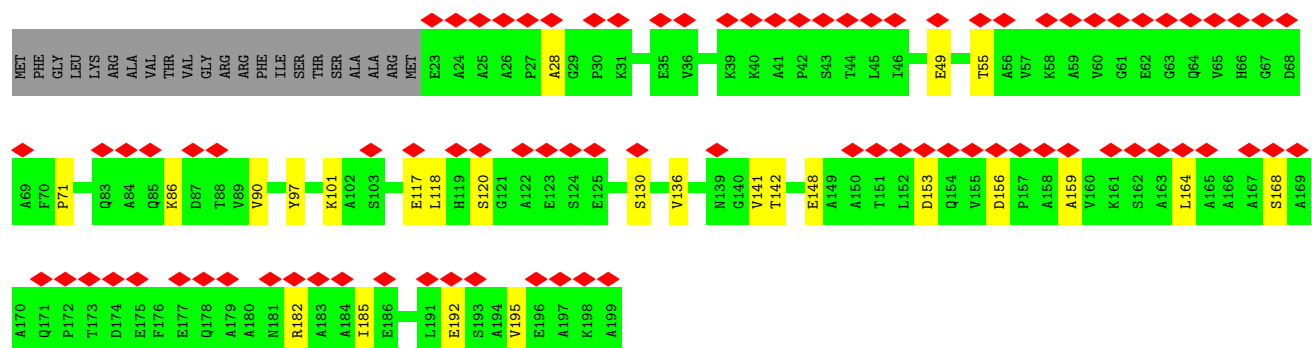 MET PHE GLY LEU LYS ARG ALA VAL THR VAL GLY ARG ARG PHE ILE SER THR SER ALA ALA ARG MET E23 A24 A25 A26 P27 A28 G29 P30 K31 E35 V36 K39 K40 A41 P42 S43 T44 L45 I46 E49 T55 A56 V57 K58 A59 V60 G61 E62 G63 Q64 V65 H66 G67 D68
A69 F70 P71 Q83 A84 Q85 K86 D87 T88 V89 V90 Y97 K101 A102 S103 E117 L118 H119 S120 G121 A122 E123 S124 E125 S130 V136 N139 G140 V141 T142 E148 A149 A150 T151 L152 D153 Q154 V155 D156 P157 A158 A159 V160 K161 S162 A163 L164 A165 A166 A167 S168 A169
A170 Q171 P172 T173 D174 E175 F176 E177 Q178 A179 A180 N181 R182 A183 A184 I185 E186 L191 E192 S193 A194 V195 E196 A197 K198 A199